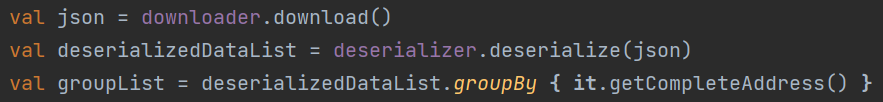 val json = downloader.download()
val deserializedDataList = deserializer.deserialize(json)
val groupList = deserializedDataList.groupBy { it.getCompleteAddress() }